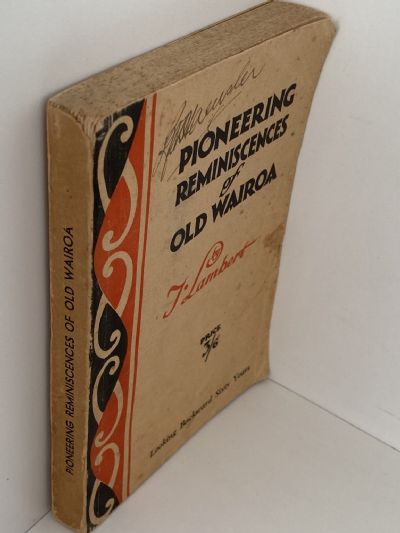 PIONEERING REMINISCENCES OF OLD WAIROA
PIONEERING
REMINISCENCES
of
OLD WAIROA
by
T. Lambert
PRICE
3/6
Looking Backward Sixty Years